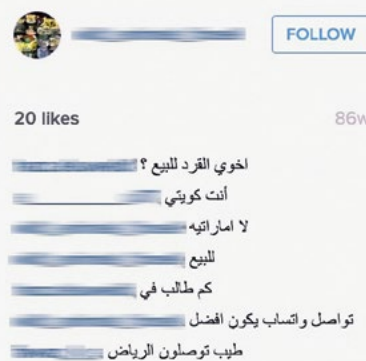 FOLLOW
20 likes
86w
اخوي القرد للبيع ؟
أنت كويتي
لا اماراتيه
للبيع
كم طالب في
تواصل واتساب يكون افضل
طيب توصلون الرياض